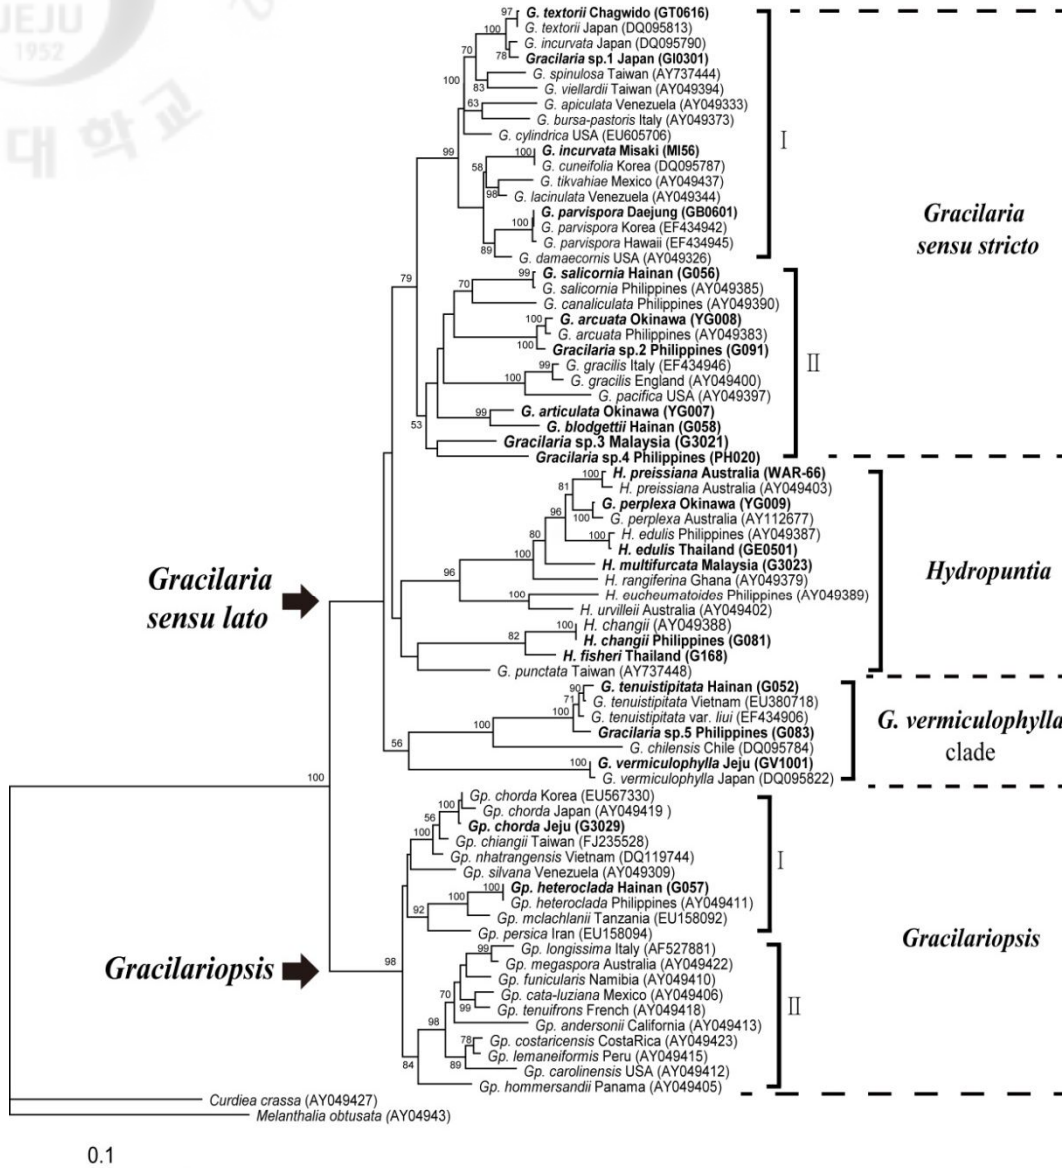 JEJU
1952
대학교
97
G. textorii Chagwido (GT0616)
100
G. textorii Japan (DQ095813)
70
G. incurvata Japan (DQ095790)
78
Gracilaria sp.1 Japan (GI0301)
100
G. spinulosa Taiwan (AY737444)
83
G. viellardii Taiwan (AY049394)
63
G. apiculata Venezuela (AY049333)
G. bursa-pastoris Italy (AY049373)
G. cylindrica USA (EU605706)
99
100
G. incurvata Misaki (MI56)
58
G. cuneifolia Korea (DQ095787)
G. tikvahiae Mexico (AY049437)
98
G. lacinulata Venezuela (AY049344)
G. parvispora Daejung (GB0601)
100
G. parvispora Korea (EF434942)
89
G. parvispora Hawaii (EF434945)
G. damaecornis USA (AY049326)
I
Gracilaria
sensu stricto
79
99
G. salicornia Hainan (G056)
70
G. salicornia Philippines (AY049385)
G. canaliculata Philippines (AY049390)
100
G. arcuata Okinawa (YG008)
G. arcuata Philippines (AY049383)
100
Gracilaria sp.2 Philippines (G091)
99
G. gracilis Italy (EF434946)
100
G. gracilis England (AY049400)
G. pacifica USA (AY049397)
99
G. articulata Okinawa (YG007)
53
G. blodgettii Hainan (G058)
Gracilaria sp.3 Malaysia (G3021)
Gracilaria sp.4 Philippines (PH020)
II
100
H. preissiana Australia (WAR-66)
81
H. preissiana Australia (AY049403)
96
G. perplexa Okinawa (YG009)
100
G. perplexa Australia (AY112677)
80
H. edulis Philippines (AY049387)
100
H. edulis Thailand (GE0501)
100
H. multifurcata Malaysia (G3023)
96
H. rangiferina Ghana (AY049379)
100
H. eucheumatoides Philippines (AY049389)
H. urvilleii Australia (AY049402)
100
H. changii (AY049388)
82
H. changii Philippines (G081)
H. fisheri Thailand (G168)
G. punctata Taiwan (AY737448)
Hydropuntia
Gracilaria
sensu lato
90
G. tenuistipitata Hainan (G052)
71
G. tenuistipitata Vietnam (EU380718)
100
G. tenuistipitata var. liui (EF434906)
100
Gracilaria sp.5 Philippines (G083)
G. chilensis Chile (DQ095784)
56
100
G. vermiculophylla Jeju (GV1001)
G. vermiculophylla Japan (DQ095822)
G. vermiculophylla
clade
100
Gp. chorda Korea (EU567330)
100
Gp. chorda Japan (AY049419 )
56
Gp. chorda Jeju (G3029)
100
Gp. chiangii Taiwan (FJ235528)
Gp. nhatrangensis Vietnam (DQ119744)
Gp. silvana Venezuela (AY049309)
100
Gp. heteroclada Hainan (G057)
100
Gp. heteroclada Philippines (AY049411)
92
Gp. mclachlanii Tanzania (EU158092)
Gp. persica Iran (EU158094)
I
Gracilariopsis
Gracilariopsis
98
99
Gp. longissima Italy (AF527881)
Gp. megaspora Australia (AY049422)
Gp. funicularis Namibia (AY049410)
70
Gp. cata-luziana Mexico (AY049406)
99
Gp. tenuifrons French (AY049418)
98
Gp. andersonii California (AY049413)
78
Gp. costaricensis CostaRica (AY049423)
Gp. lemaneiformis Peru (AY049415)
84
89
Gp. carolinensis USA (AY049412)
Gp. hommersandii Panama (AY049405)
II
Curdiea crassa (AY049427)
Melanthalia obtusata (AY04943)
0.1